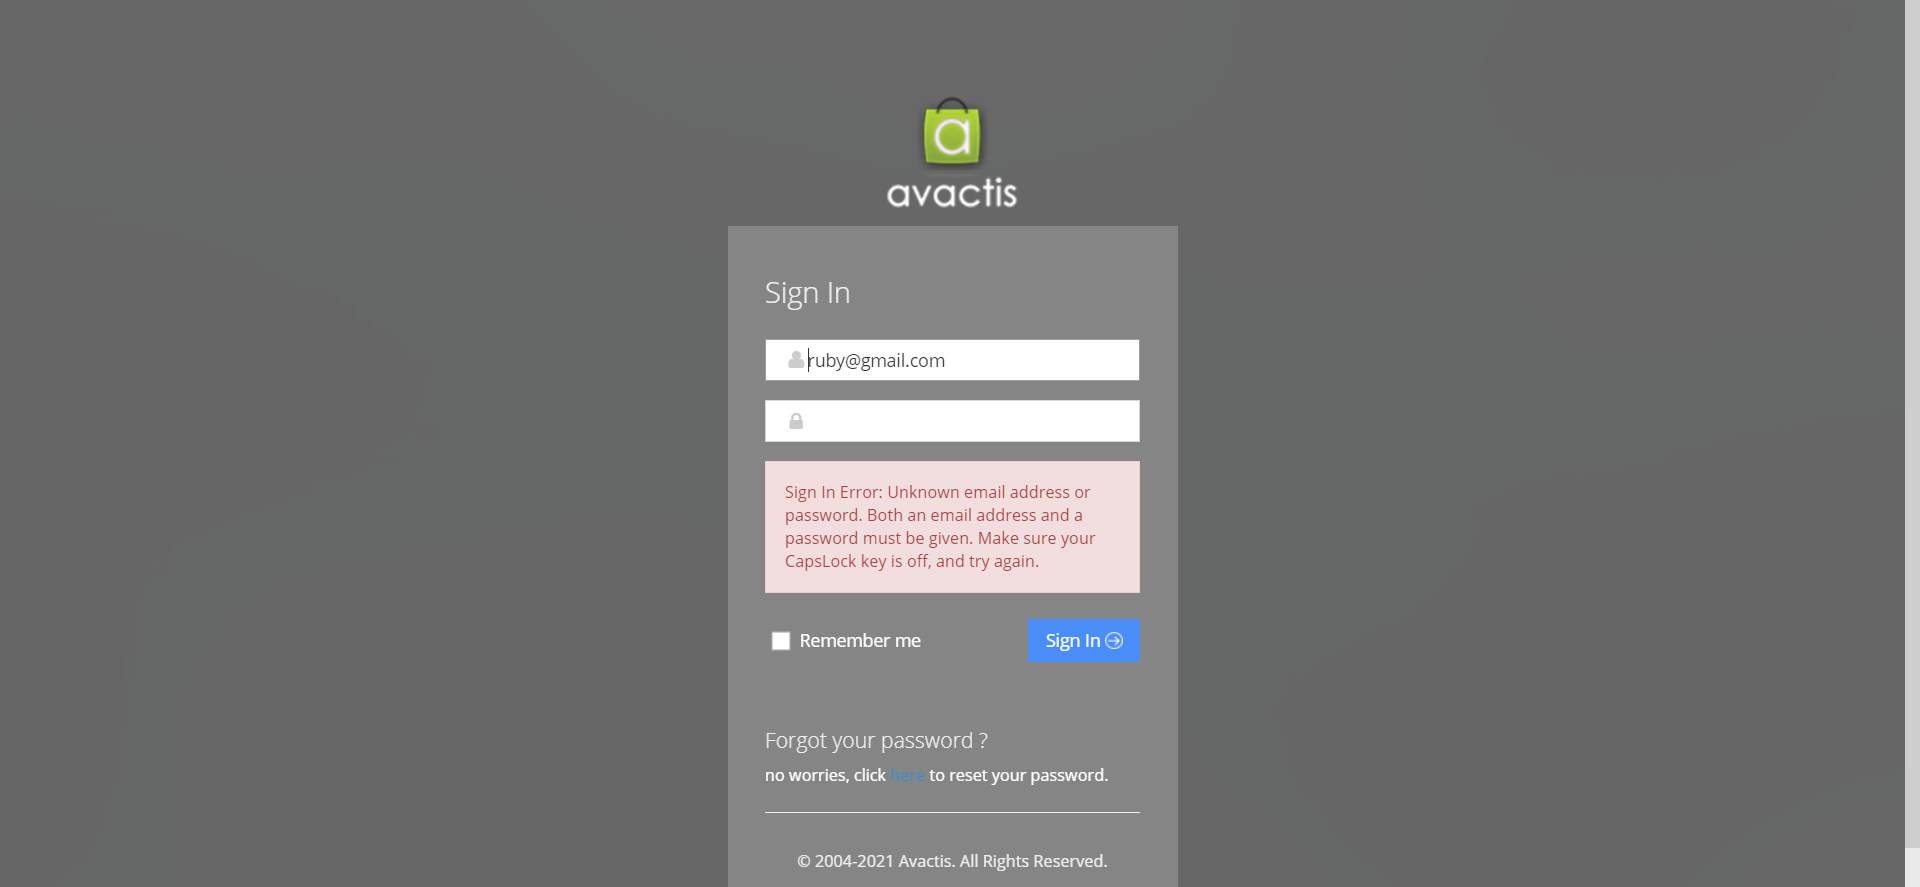 a
avactis
Sign In
ruby@gmail.com
Sign In Error: Unknown email address or
password. Both an email address and a
password must be given. Make sure your
CapsLock key is off, and try again.
Remember me
Sign In
Forgot your password ?
no worries, click here to reset your password.
© 2004-2021 Avactis. All Rights Reserved.